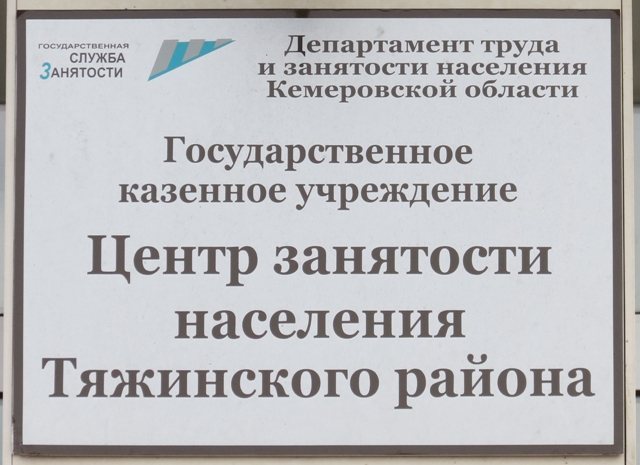 ГОСУДАРСТВЕННАЯ
СЛУЖБА
ЗАНЯТОСТИ
Департамент труда
и занятости населения
Кемеровской области
Государственное
казенное учреждение
Центр занятости
населения
Тяжинского района